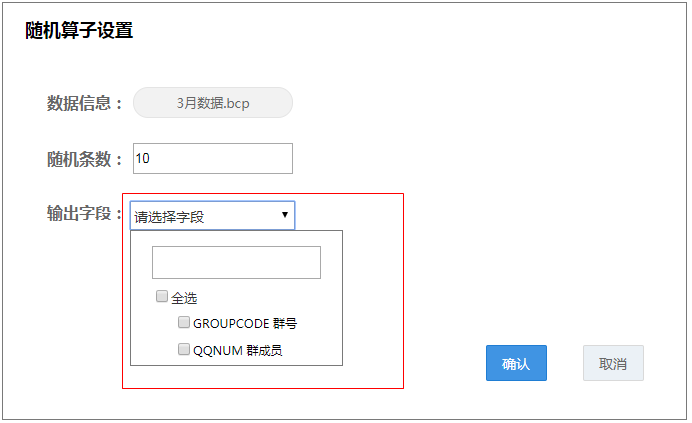 随机算子设置
数据信息： 3月数据.bcp
随机条数： 10
输出字段： 请选择字段
全选
GROUPCODE 群号
QQNUM 群成员
确认 取消